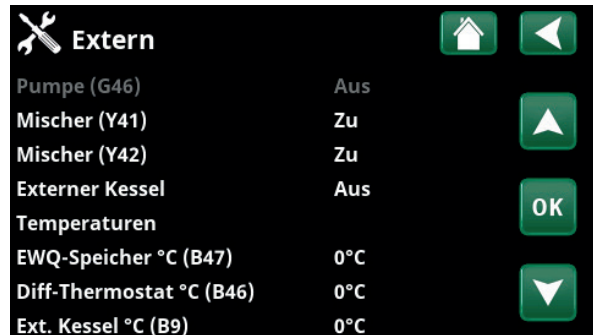 Extern
Pumpe (G46) Aus
Mischer (Y41) Zu
Mischer (Y42) Zu
Externer Kessel Aus
Temperaturen
EWQ-Speicher °C (B47) 0°C
Diff-Thermostat °C (B46) 0°C
Ext. Kessel °C (B9) 0°C
OK